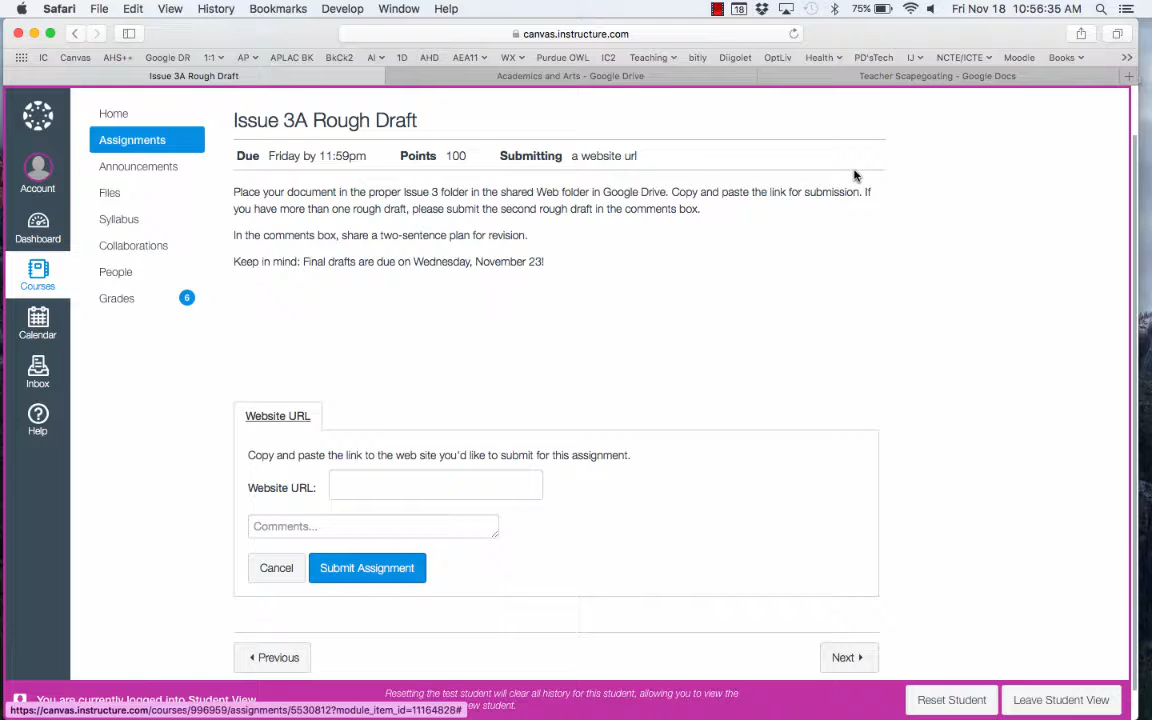 Safari File Edit View History Bookmarks Develop Window Help 18 75% Fri Nov 18 10:56:35 AM
canvas.instructure.com
IC Canvas AHS++ Google DR 1:1 AP APLAC BK BkCk2 AI 1D AHD AEA11 WX Purdue OWL IC2 Teaching bitly Diigolet OptLiv Health PD'sTech IJ NCTE/ICTE Moodle Books
Issue 3A Rough Draft Academics and Arts - Google Drive Teacher Scapegoating - Google Docs
Account
Dashboard
Courses
Calendar
Inbox
Help
Home
Assignments
Announcements
Files
Syllabus
Collaborations
People
Grades 6
Issue 3A Rough Draft
Due Friday by 11:59pm Points 100 Submitting a website url
Place your document in the proper Issue 3 folder in the shared Web folder in Google Drive. Copy and paste the link for submission. If
you have more than one rough draft, please submit the second rough draft in the comments box.
In the comments box, share a two-sentence plan for revision.
Keep in mind: Final drafts are due on Wednesday, November 23!
Website URL
Copy and paste the link to the web site you'd like to submit for this assignment.
Website URL:
Comments...
Cancel Submit Assignment
Previous Next
You are currently logged into Student View
Resetting the test student will clear all history for this student, allowing you to view the
new student.
Reset Student Leave Student View
https://canvas.instructure.com/courses/996959/assignments/5530812?module_item_id=11164828#